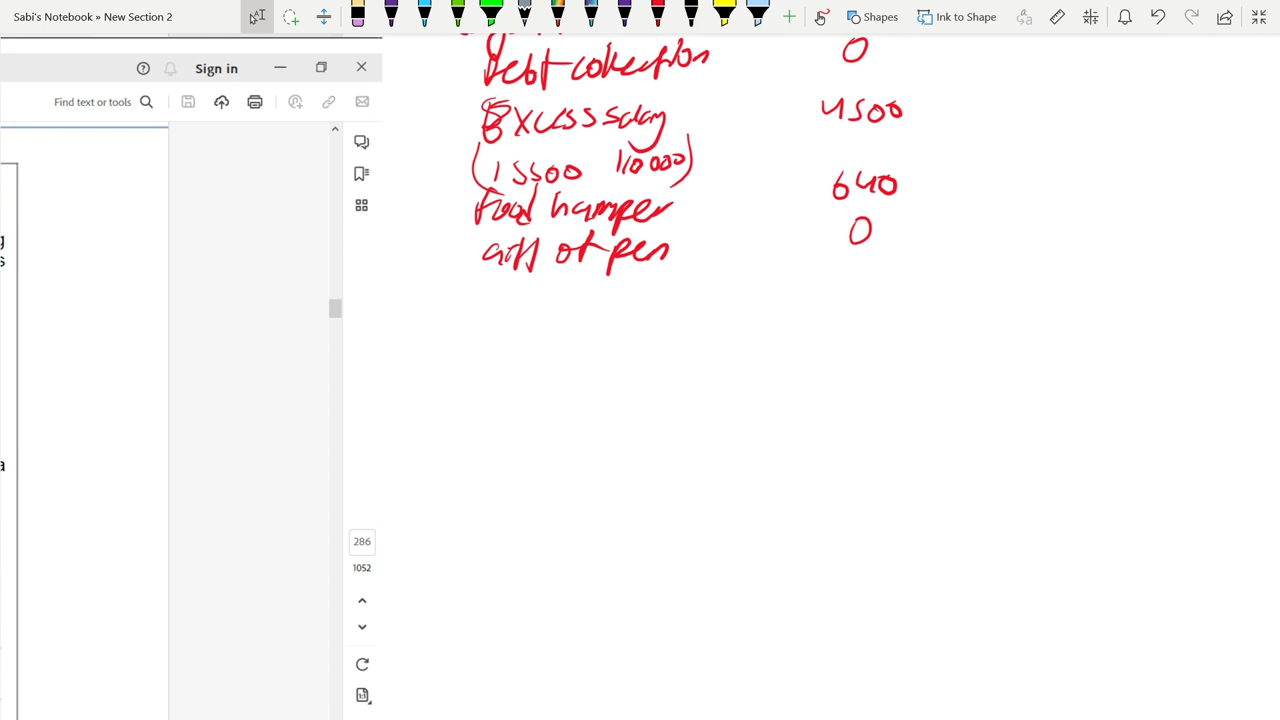 Sabi's Notebook » New Section 2
Shapes
Ink to Shape
Sign in
Find text or tools
g
s
a
286
1052
Debt collection 0
Excess salary 4500
(15500 110000)
food hamper 640
Gift of pen 0